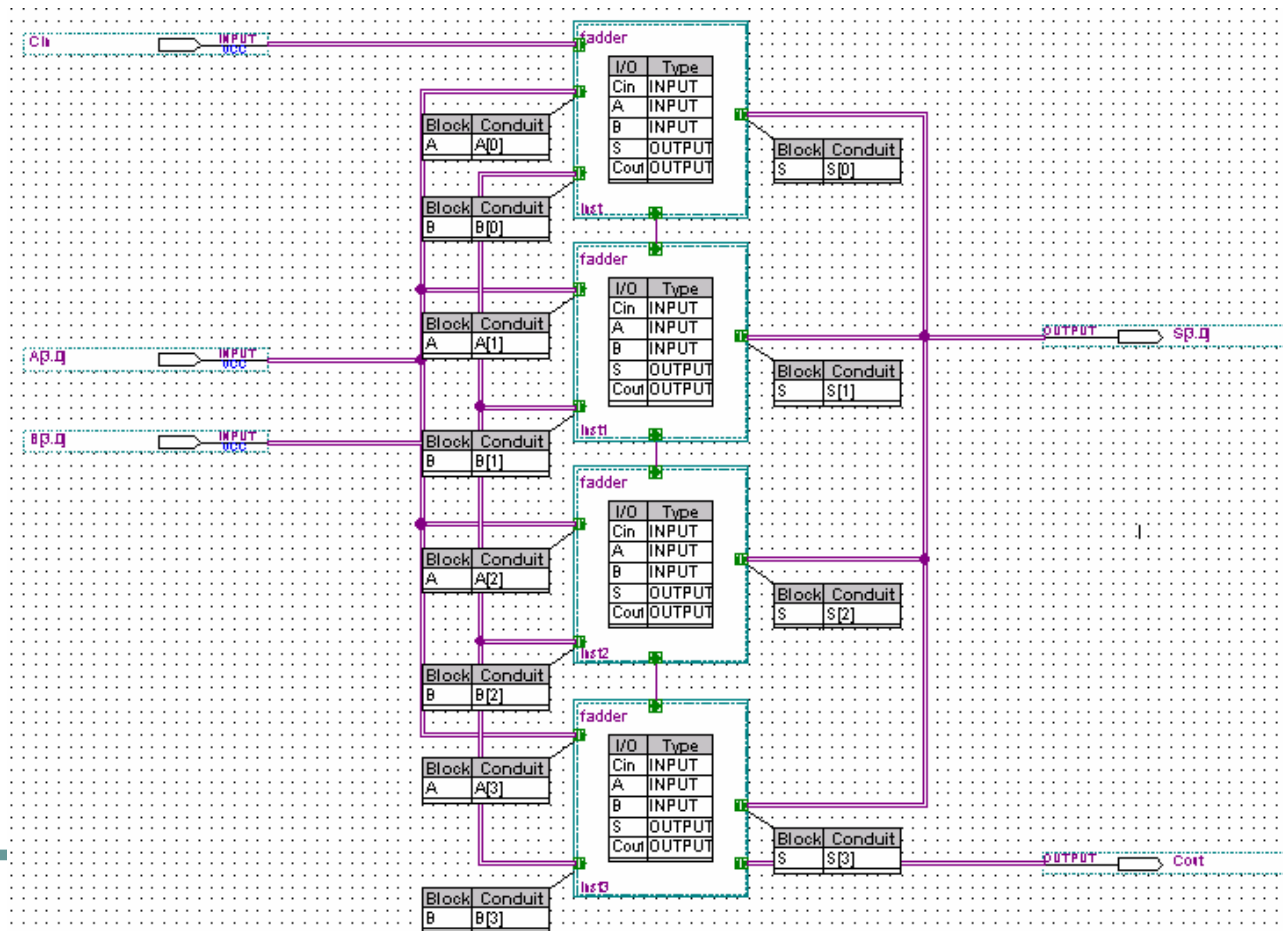 Cin INPUT
VCC
fadder
I/O Type
Cin INPUT
A INPUT
B INPUT
S OUTPUT
Cout OUTPUT
inst
Block Conduit
A A[0]
Block Conduit
B B[0]
Block Conduit
S S[0]
fadder
I/O Type
Cin INPUT
A INPUT
B INPUT
S OUTPUT
Cout OUTPUT
inst1
Block Conduit
A A[1]
Block Conduit
B B[1]
Block Conduit
S S[1]
A[3..0] INPUT
VCC
B[3..0] INPUT
VCC
OUTPUT S[3..0]
fadder
I/O Type
Cin INPUT
A INPUT
B INPUT
S OUTPUT
Cout OUTPUT
inst2
Block Conduit
A A[2]
Block Conduit
B B[2]
Block Conduit
S S[2]
fadder
I/O Type
Cin INPUT
A INPUT
B INPUT
S OUTPUT
Cout OUTPUT
inst3
Block Conduit
A A[3]
Block Conduit
B B[3]
Block Conduit
S S[3]
OUTPUT Cout